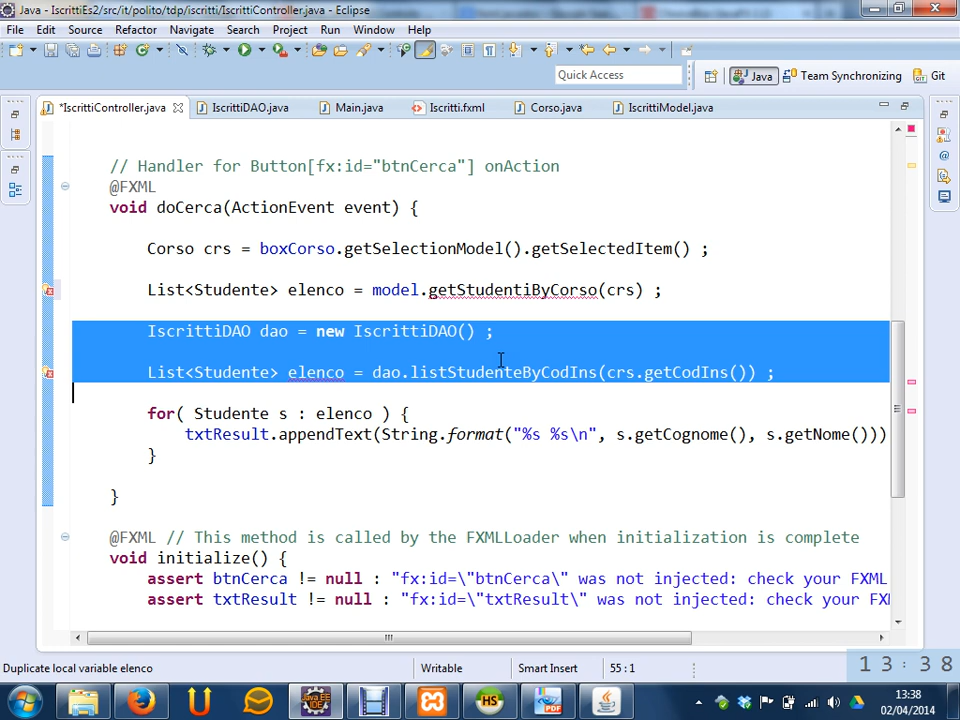 Java - IscrittiEs2/src/it/polito/tdp/iscritti/IscrittiController.java - Eclipse
File Edit Source Refactor Navigate Search Project Run Window Help
Quick Access
Java Team Synchronizing Git
*IscrittiController.java IscrittiDAO.java Main.java Iscritti.fxml Corso.java IscrittiModel.java
// Handler for Button[fx:id="btnCerca"] onAction
@FXML
void doCerca(ActionEvent event) {
Corso crs = boxCorso.getSelectionModel().getSelectedItem() ;
List<Studente> elenco = model.getStudentiByCorso(crs) ;
IscrittiDAO dao = new IscrittiDAO() ;
List<Studente> elenco = dao.listStudenteByCodIns(crs.getCodIns()) ;
for( Studente s : elenco ) {
txtResult.appendText(String.format("%s %s\n", s.getCognome(), s.getNome()))
}
}
@FXML // This method is called by the FXMLLoader when initialization is complete
void initialize() {
assert btnCerca != null : "fx:id=\"btnCerca\" was not injected: check your FXML
assert txtResult != null : "fx:id=\"txtResult\" was not injected: check your FX
Duplicate local variable elenco Writable Smart Insert 55 : 1
13:38
13:38
02/04/2014